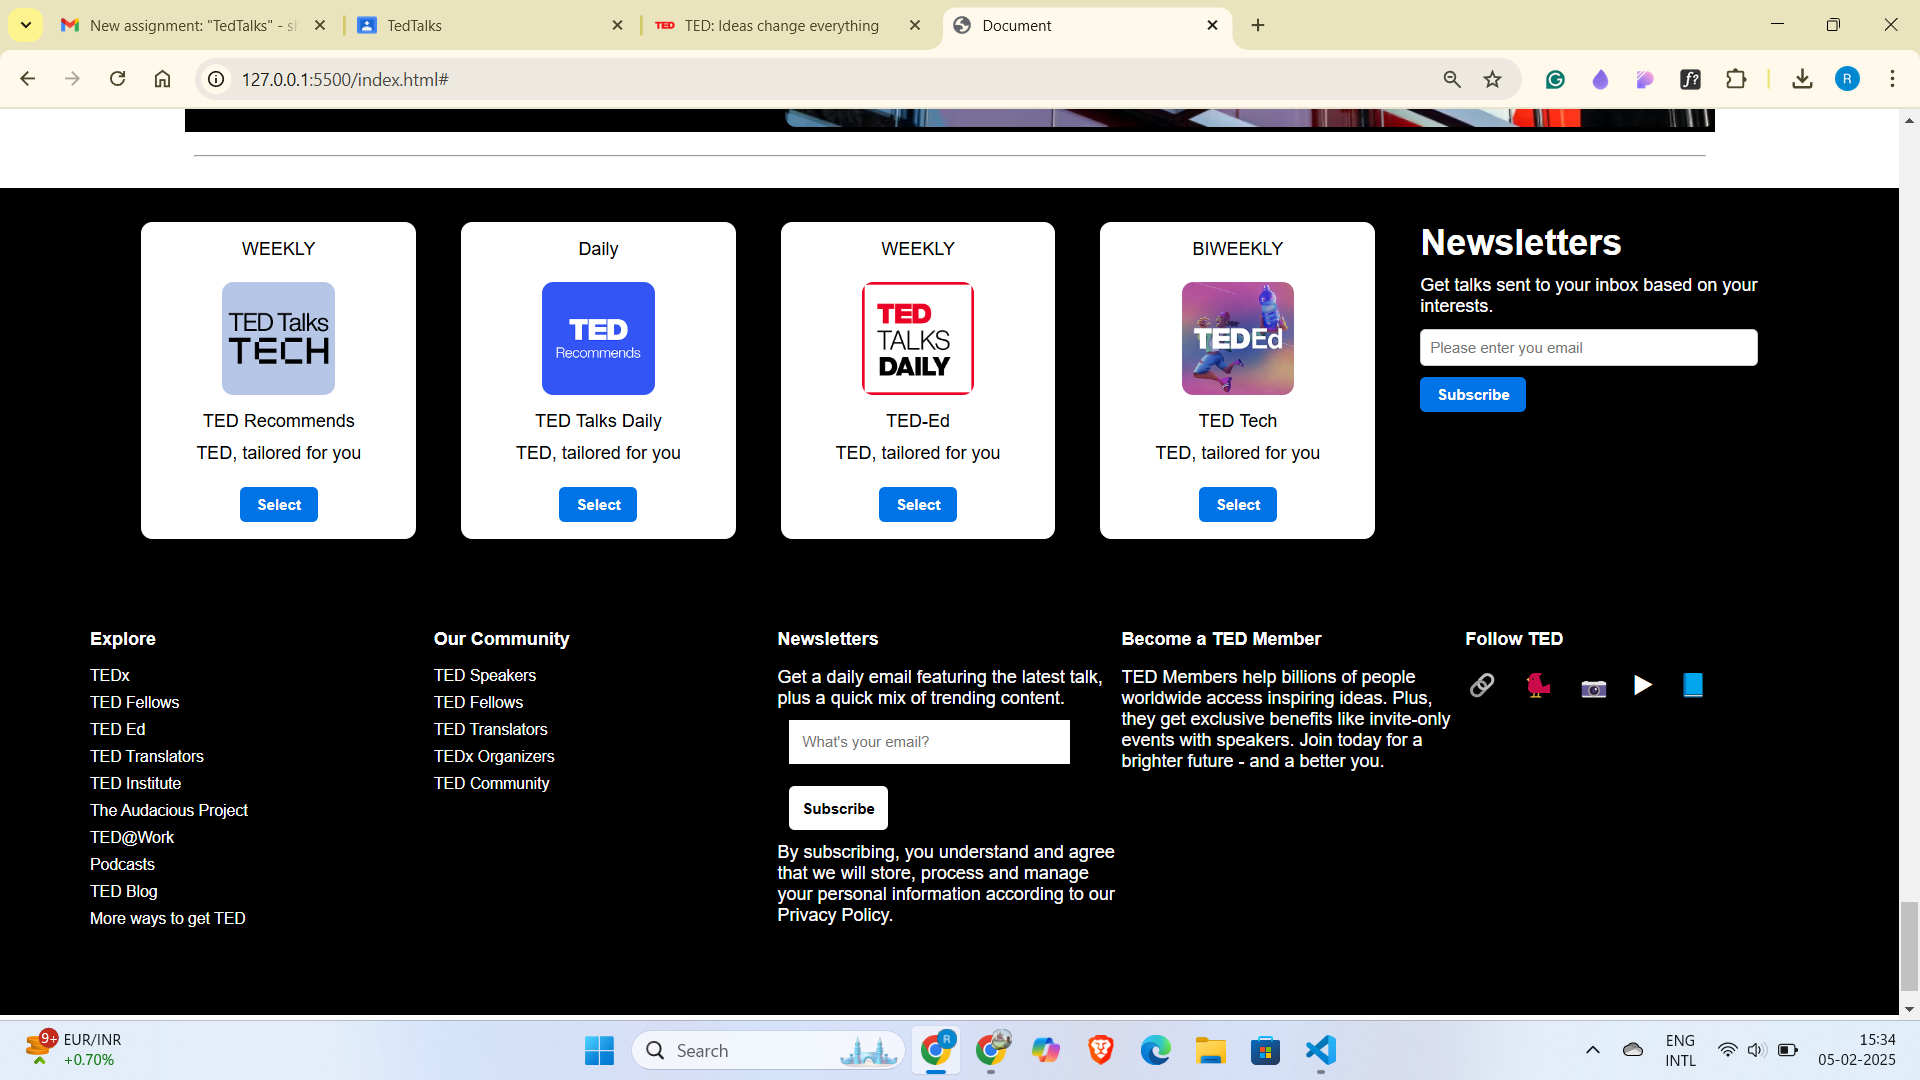 New assignment: "TedTalks" - sh
TedTalks
TED
TED: Ideas change everything
Document
127.0.0.1:5500/index.html#
R
WEEKLY
Daily
WEEKLY
BIWEEKLY
Newsletters
Get talks sent to your inbox based on your
interests.
Please enter you email
Subscribe
TED Talks
TECH
TED
Recommends
TED
TALKS
DAILY
TEDEd
TED Recommends
TED Talks Daily
TED-Ed
TED Tech
TED, tailored for you
TED, tailored for you
TED, tailored for you
TED, tailored for you
Select
Select
Select
Select
Explore
TEDx
TED Fellows
TED Ed
TED Translators
TED Institute
The Audacious Project
TED@Work
Podcasts
TED Blog
More ways to get TED
Our Community
TED Speakers
TED Fellows
TED Translators
TEDx Organizers
TED Community
Newsletters
Get a daily email featuring the latest talk,
plus a quick mix of trending content.
What's your email?
Subscribe
By subscribing, you understand and agree
that we will store, process and manage
your personal information according to our
Privacy Policy.
Become a TED Member
TED Members help billions of people
worldwide access inspiring ideas. Plus,
they get exclusive benefits like invite-only
events with speakers. Join today for a
brighter future - and a better you.
Follow TED
9+
EUR/INR
+0.70%
Search
R
ENG
INTL
15:34
05-02-2025